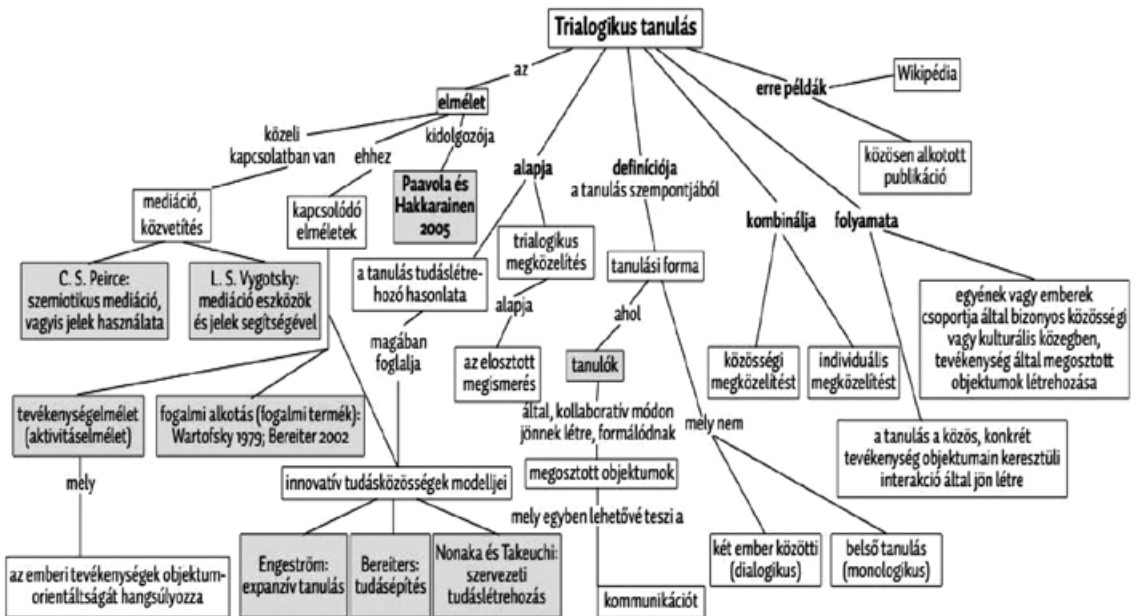 Trialogikus tanulás
az
erre példák
Wikipédia
elmélet
közeli
kapcsolatban van
ehhez
kidolgozója
alapja
definíciója
a tanulás szempontjából
közösen alkotott
publikáció
mediáció,
közvetítés
kapcsolódó
elméletek
Paavola és
Hakkarainen
2005
kombinálja
folyamata
trialogikus
megközelítés
a tanulás tudáslétre-
hozó hasonlata
tanulási forma
C. S. Peirce:
szemiotikus mediáció,
vagyis jelek használata
L. S. Vygotsky:
mediáció eszközök
és jelek segítségével
alapja
ahol
egyének vagy emberek
csoportja által bizonyos közösségi
vagy kulturális közegben,
tevékenység által megosztott
objektumok létrehozása
magában
foglalja
az elosztott
megismerés
tanulók
közösségi
megközelítést
individuális
megközelítést
tevékenységelmélet
(aktivitáselmélet)
fogalmi alkotás (fogalmi termék):
Wartofsky 1979; Bereiter 2002
által, kollaboratív módon
jönnek létre, formálódnak
mely nem
a tanulás a közös, konkrét
tevékenység objektumain keresztüli
interakció által jön létre
mely
innovatív tudásközösségek modelljei
megosztott objektumok
mely egyben lehetővé teszi a
az emberi tevékenységek objektum-
orientáltságát hangsúlyozza
Engeström:
expanzív tanulás
Bereiters:
tudásépítés
Nonaka és Takeuchi:
szervezeti
tudáslétrehozás
két ember közötti
(dialogikus)
belső tanulás
(monologikus)
kommunikációt